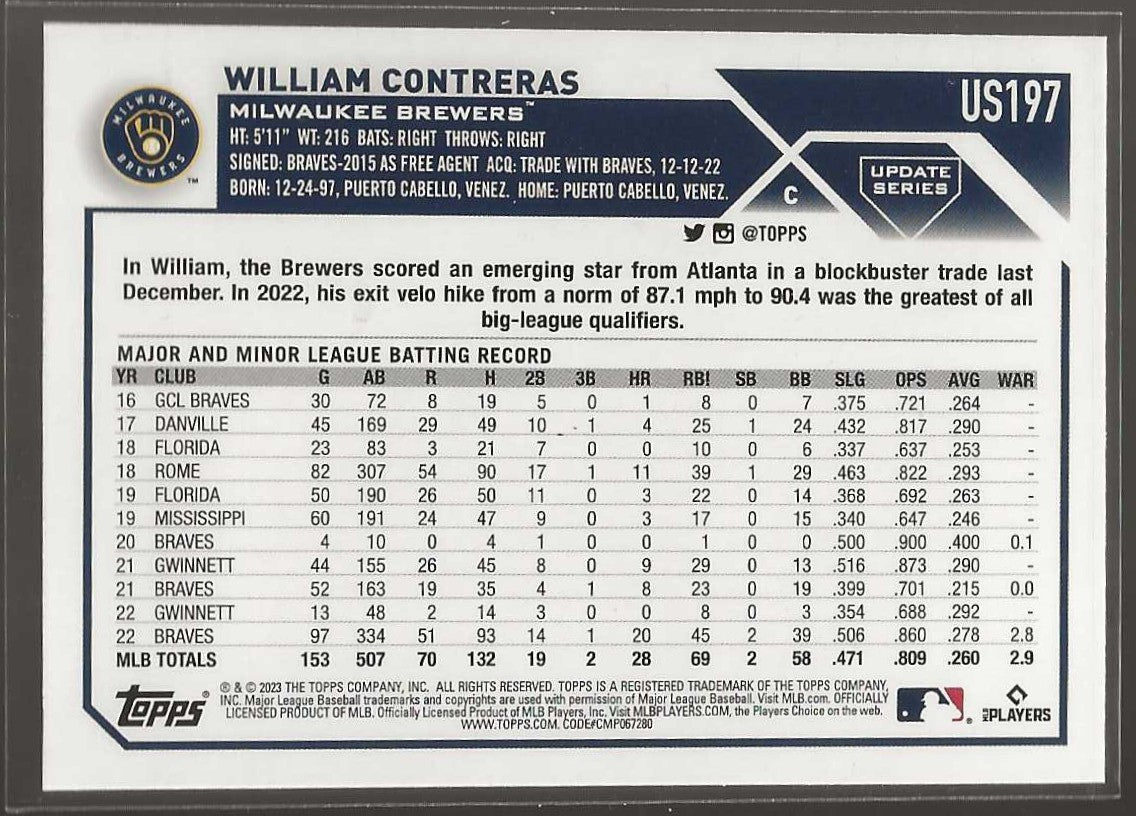 WILLIAM CONTRERAS
US197
MILWAUKEE BREWERS™
HT: 5'11" WT: 216 BATS: RIGHT THROWS: RIGHT
SIGNED: BRAVES-2015 AS FREE AGENT ACQ: TRADE WITH BRAVES, 12-12-22
BORN: 12-24-97, PUERTO CABELLO, VENEZ. HOME: PUERTO CABELLO, VENEZ.
MILWAUKEE
BREWERS
™
C
UPDATE
SERIES
@TOPPS
In William, the Brewers scored an emerging star from Atlanta in a blockbuster trade last
December. In 2022, his exit velo hike from a norm of 87.1 mph to 90.4 was the greatest of all
big-league qualifiers.
MAJOR AND MINOR LEAGUE BATTING RECORD
YR CLUB G AB R H 2B 3B HR RBI SB BB SLG OPS AVG WAR
16 GCL BRAVES 30 72 8 19 5 0 1 8 0 7 .375 .721 .264 -
17 DANVILLE 45 169 29 49 10 1 4 25 1 24 .432 .817 .290 -
18 FLORIDA 23 83 3 21 7 0 0 10 0 6 .337 .637 .253 -
18 ROME 82 307 54 90 17 1 11 39 1 29 .463 .822 .293 -
19 FLORIDA 50 190 26 50 11 0 3 22 0 14 .368 .692 .263 -
19 MISSISSIPPI 60 191 24 47 9 0 3 17 0 15 .340 .647 .246 -
20 BRAVES 4 10 0 4 1 0 0 1 0 0 .500 .900 .400 0.1
21 GWINNETT 44 155 26 45 8 0 9 29 0 13 .516 .873 .290 -
21 BRAVES 52 163 19 35 4 1 8 23 0 19 .399 .701 .215 0.0
22 GWINNETT 13 48 2 14 3 0 0 8 0 3 .354 .688 .292 -
22 BRAVES 97 334 51 93 14 1 20 45 2 39 .506 .860 .278 2.8
MLB TOTALS 153 507 70 132 19 2 28 69 2 58 .471 .809 .260 2.9
Topps®
® & © 2023 THE TOPPS COMPANY, INC. ALL RIGHTS RESERVED. TOPPS IS A REGISTERED TRADEMARK OF THE TOPPS COMPANY,
INC. Major League Baseball trademarks and copyrights are used with permission of Major League Baseball. Visit MLB.com. OFFICIALLY
LICENSED PRODUCT OF MLB. Officially Licensed Product of MLB Players, Inc. Visit MLBPLAYERS.COM, the Players Choice on the web.
WWW.TOPPS.COM. CODE#CMP067280
®
MLB PLAYERS